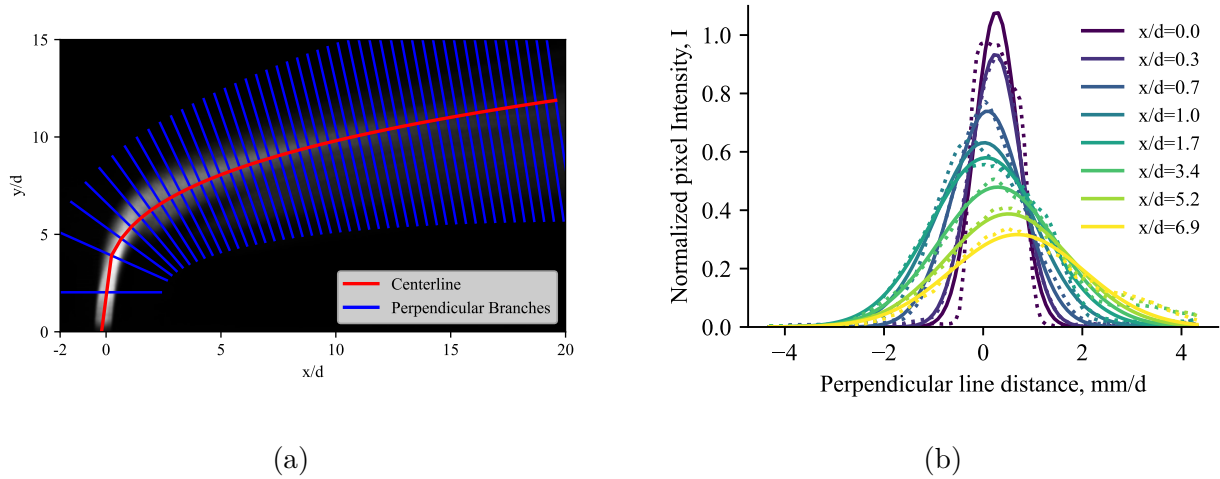 15
10
5
0
y/d
-2
0
5
10
15
20
x/d
Centerline
Perpendicular Branches
(a)
1.0
0.8
0.6
0.4
0.2
0.0
Normalized pixel Intensity, I
−4
−2
0
2
4
Perpendicular line distance, mm/d
x/d=0.0
x/d=0.3
x/d=0.7
x/d=1.0
x/d=1.7
x/d=3.4
x/d=5.2
x/d=6.9
(b)